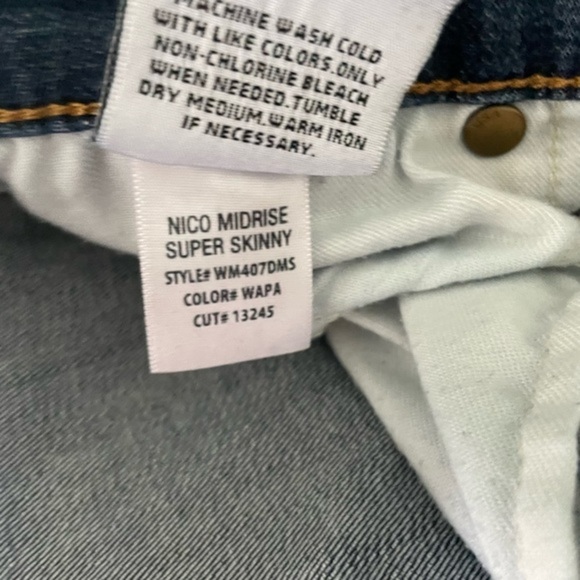 MACHINE WASH COLD
WITH LIKE COLORS.ONLY
NON-CHLORINE BLEACH
WHEN NEEDED.TUMBLE
DRY MEDIUM.WARM IRON
IF NECESSARY.
NICO MIDRISE
SUPER SKINNY
STYLE# WM407DMS
COLOR# WAPA
CUT# 13245